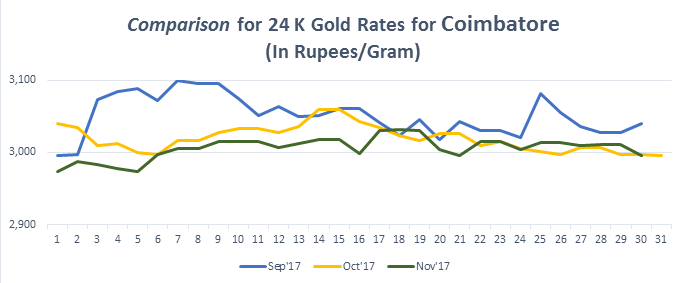 Comparison for 24 K Gold Rates for Coimbatore
(In Rupees/Gram)
3,100
3,000
2,900
1 2 3 4 5 6 7 8 9 10 11 12 13 14 15 16 17 18 19 20 21 22 23 24 25 26 27 28 29 30 31
Sep'17 Oct'17 Nov'17